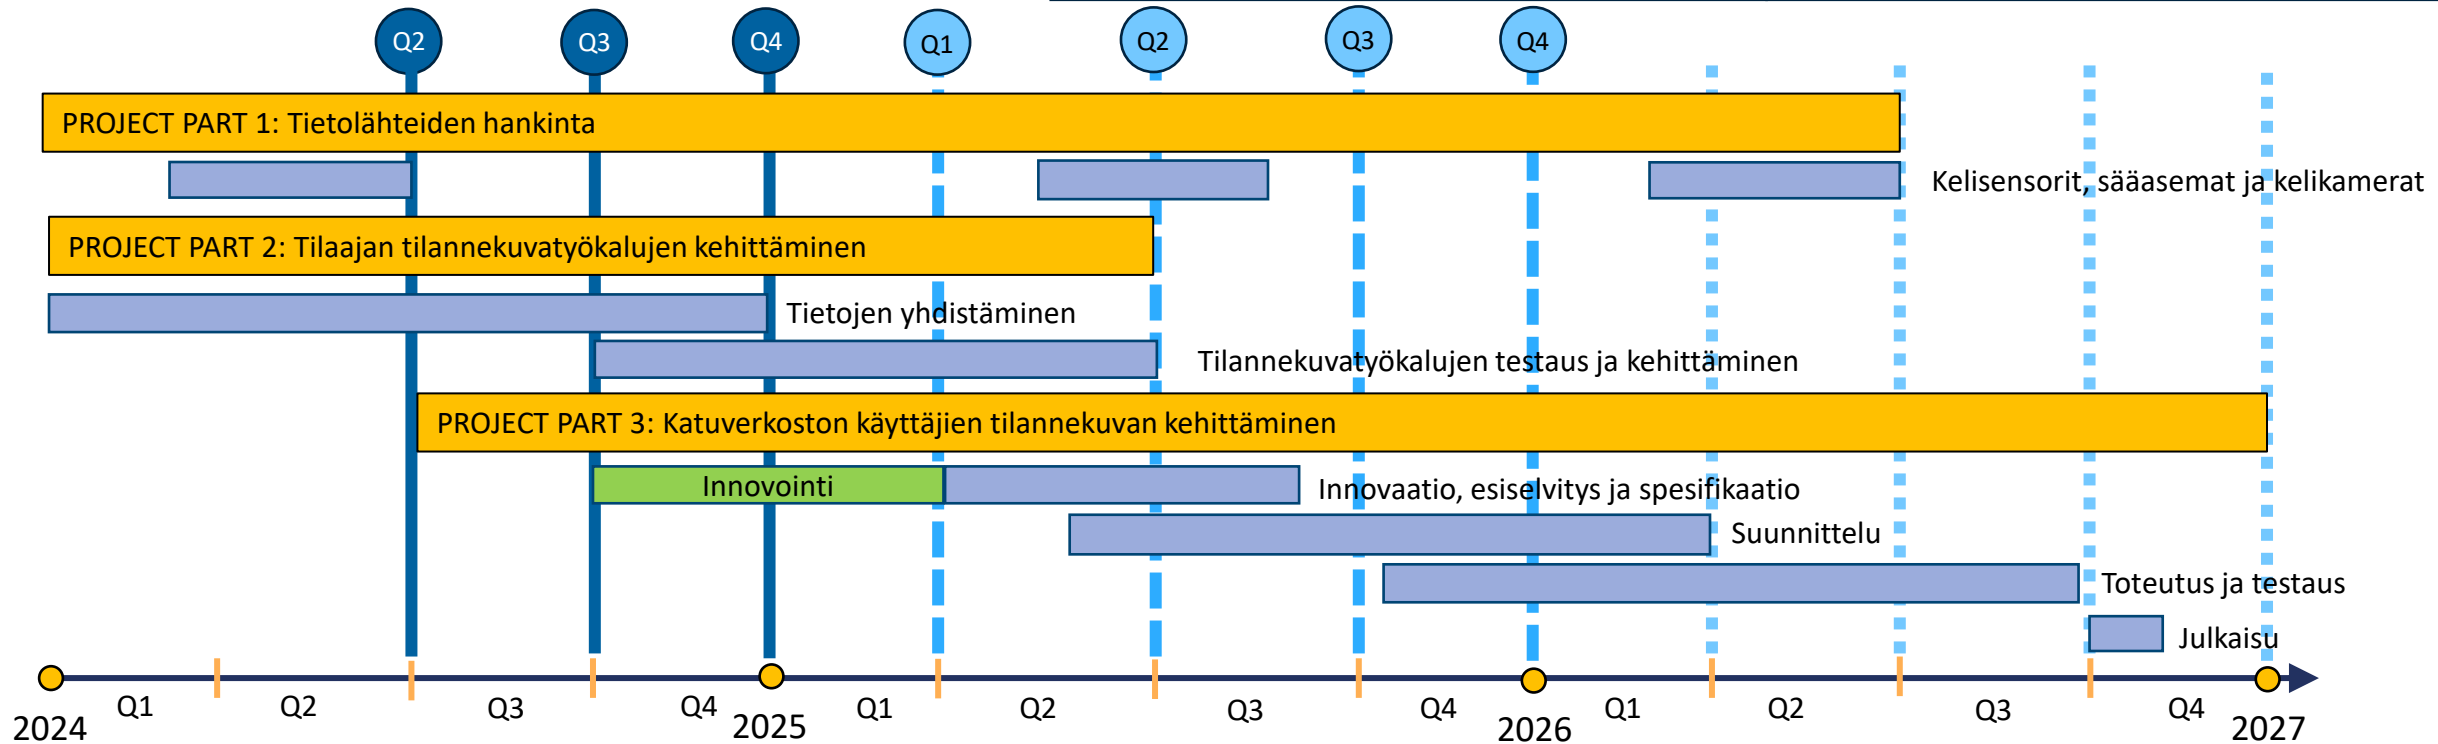 Q2
Q3
Q4
Q1
Q2
Q3
Q4
PROJECT PART 1: Tietolähteiden hankinta
Kelisensorit, sääasemat ja kelikamerat
PROJECT PART 2: Tilaajan tilannekuvatyökalujen kehittäminen
Tietojen yhdistäminen
Tilannekuvatyökalujen testaus ja kehittäminen
PROJECT PART 3: Katuverkoston käyttäjien tilannekuvan kehittäminen
Innovointi
Innovaatio, esiselvitys ja spesifikaatio
Suunnittelu
Toteutus ja testaus
Julkaisu
Q1
Q2
Q3
Q4
Q1
Q2
Q3
Q4
Q1
Q2
Q3
Q4
2024
2025
2026
2027